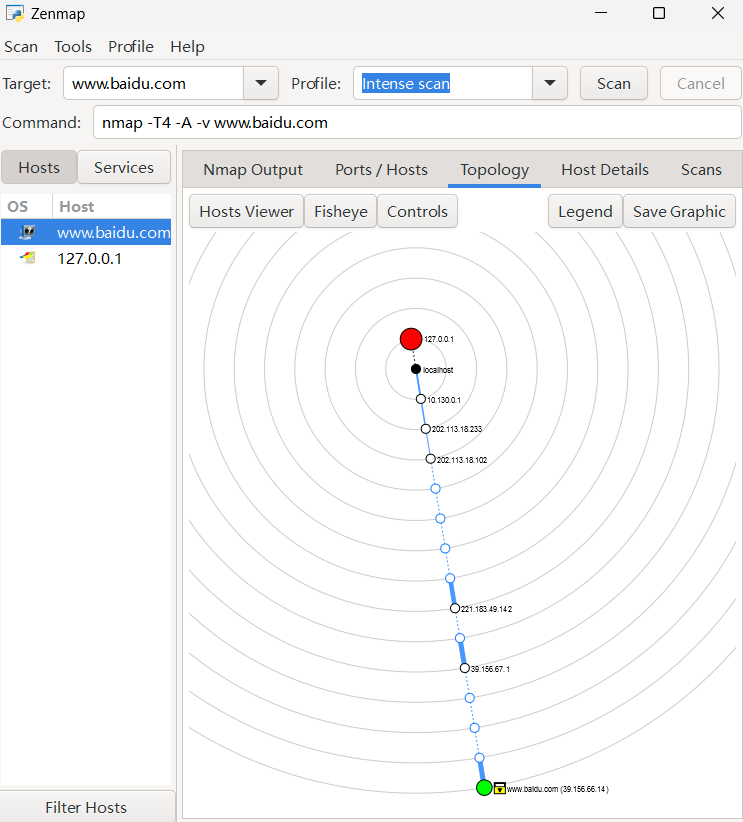 Zenmap
Scan Tools Profile Help
Target: www.baidu.com Profile: Intense scan Scan Cancel
Command: nmap -T4 -A -v www.baidu.com
Hosts Services
OS Host
www.baidu.com
127.0.0.1
Filter Hosts
Nmap Output Ports / Hosts Topology Host Details Scans
Hosts Viewer Fisheye Controls Legend Save Graphic
127.0.0.1
localhost
10.130.0.1
202.113.18.233
202.113.18.102
221.183.49.142
39.156.67.1
www.baidu.com (39.156.66.14)